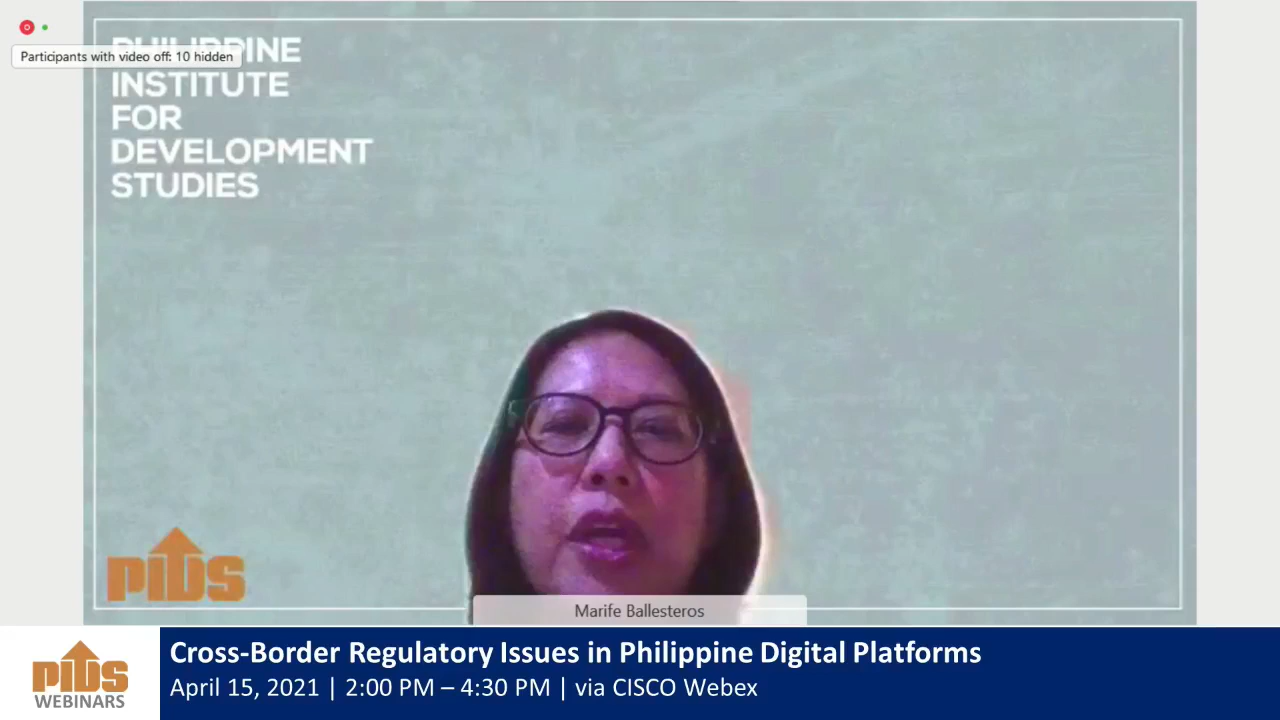 Participants with video off: 10 hidden
PHILIPPINE
INSTITUTE
FOR
DEVELOPMENT
STUDIES
PIDS
Marife Ballesteros
PIDS
WEBINARS
Cross-Border Regulatory Issues in Philippine Digital Platforms
April 15, 2021 | 2:00 PM – 4:30 PM | via CISCO Webex